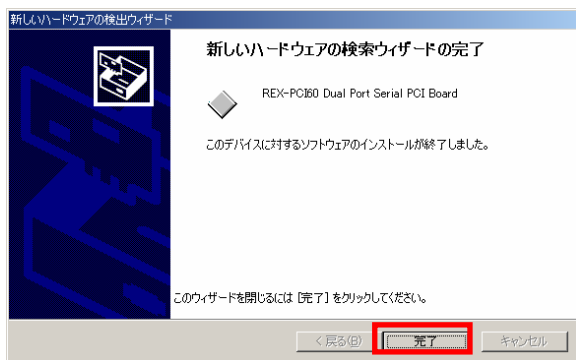 新しいハードウェアの検出ウィザード
新しいハードウェアの検索ウィザードの完了
REX-PCI60 Dual Port Serial PCI Board
このデバイスに対するソフトウェアのインストールが終了しました。
このウィザードを閉じるには [完了] をクリックしてください。
< 戻る(B)
完了
キャンセル